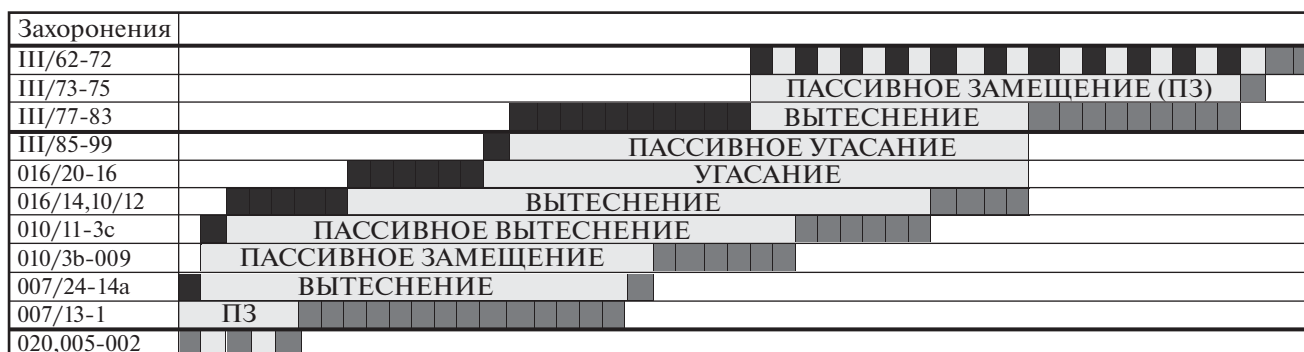 Захоронения
III/62-72
III/73-75 ПАССИВНОЕ ЗАМЕЩЕНИЕ (ПЗ)
III/77-83 ВЫТЕСНЕНИЕ
III/85-99 ПАССИВНОЕ УГАСАНИЕ
016/20-16 УГАСАНИЕ
016/14,10/12 ВЫТЕСНЕНИЕ
010/11-3c ПАССИВНОЕ ВЫТЕСНЕНИЕ
010/3b-009 ПАССИВНОЕ ЗАМЕЩЕНИЕ
007/24-14a ВЫТЕСНЕНИЕ
007/13-1 ПЗ
020,005-002